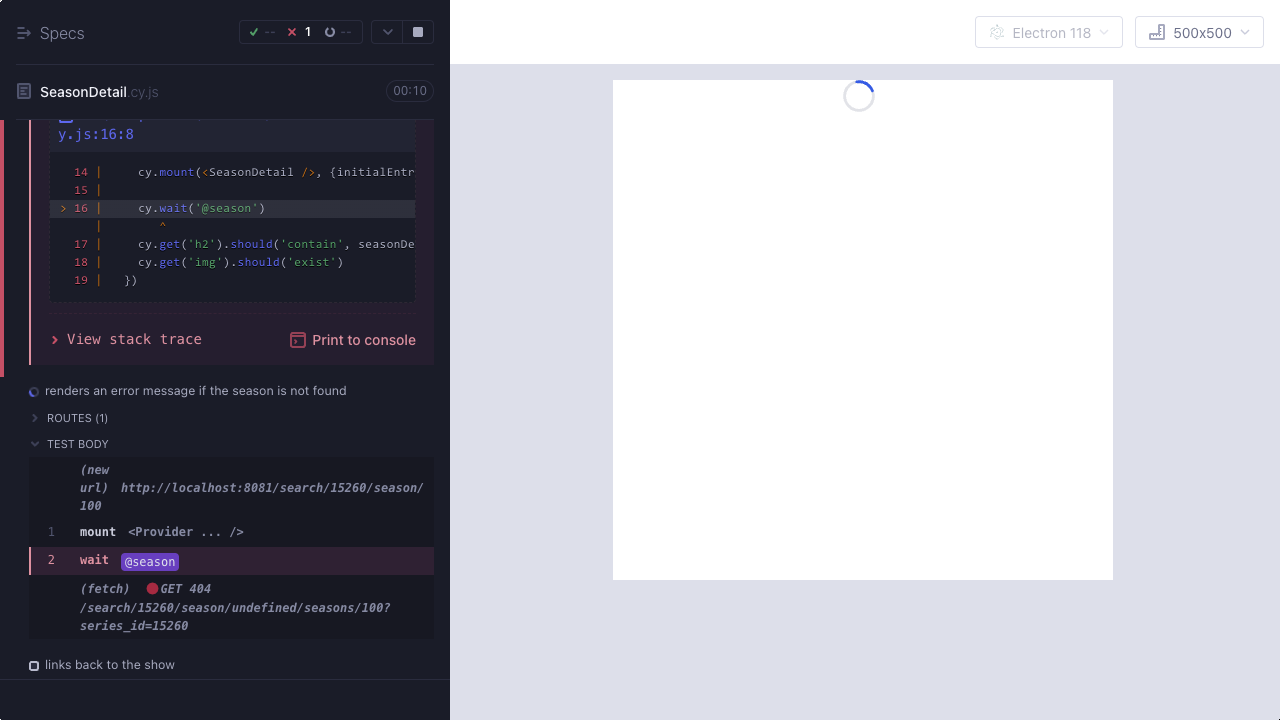 Specs
--
1
--
Electron 118
500x500
SeasonDetail.cy.js
00:10
y.js:16:8
14 | cy.mount(<SeasonDetail />, {initialEntr
15 |
> 16 | cy.wait('@season')
| ^
17 | cy.get('h2').should('contain', seasonDe
18 | cy.get('img').should('exist')
19 | })
View stack trace
Print to console
renders an error message if the season is not found
ROUTES (1)
TEST BODY
(new
url) http://localhost:8081/search/15260/season/
100
1 mount <Provider ... />
2 wait @season
(fetch) GET 404
/search/15260/season/undefined/seasons/100?
series_id=15260
links back to the show